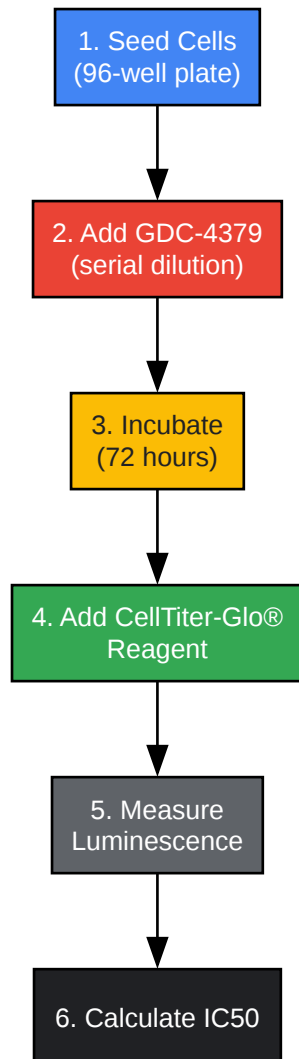 1. Seed Cells
(96-well plate)
2. Add GDC-4379
(serial dilution)
3. Incubate
(72 hours)
4. Add CellTiter-Glo®
Reagent
5. Measure
Luminescence
6. Calculate IC50